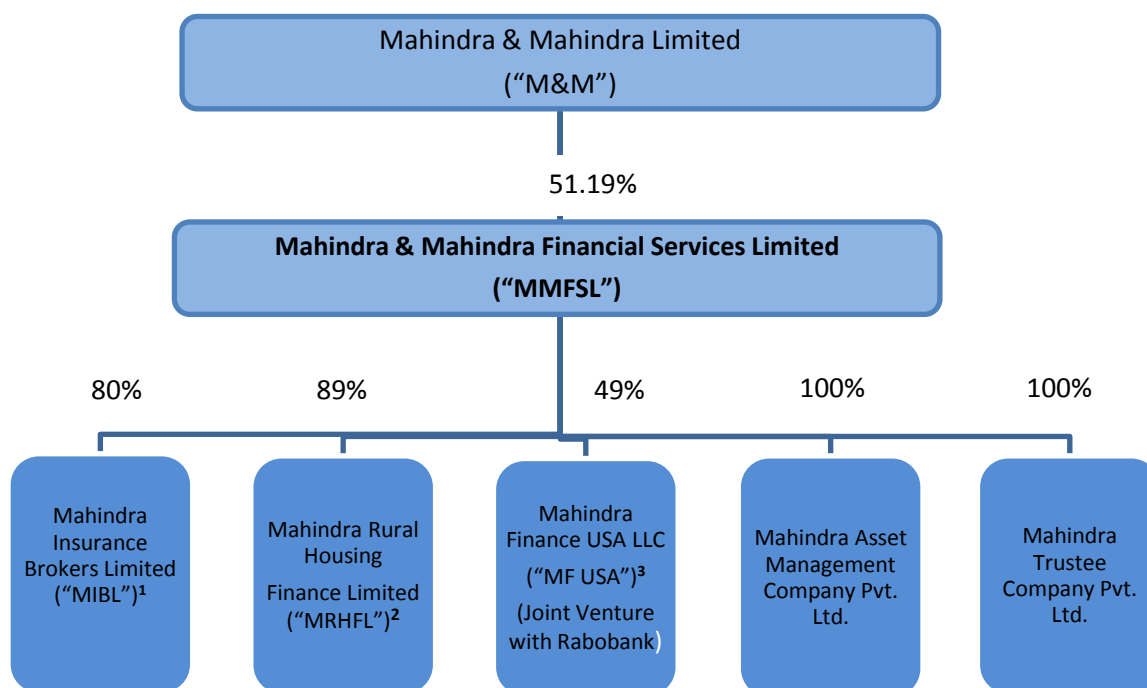 Mahindra & Mahindra Limited
(“M&M”)
51.19%
Mahindra & Mahindra Financial Services Limited
(“MMFSL”)
80%
89%
49%
100%
100%
Mahindra
Insurance
Brokers Limited
(“MIBL”)1
Mahindra Rural
Housing
Finance Limited
(“MRHFL”)2
Mahindra
Finance USA LLC
(“MF USA”)3
(Joint Venture
with Rabobank)
Mahindra Asset
Management
Company Pvt.
Ltd.
Mahindra
Trustee
Company Pvt.
Ltd.